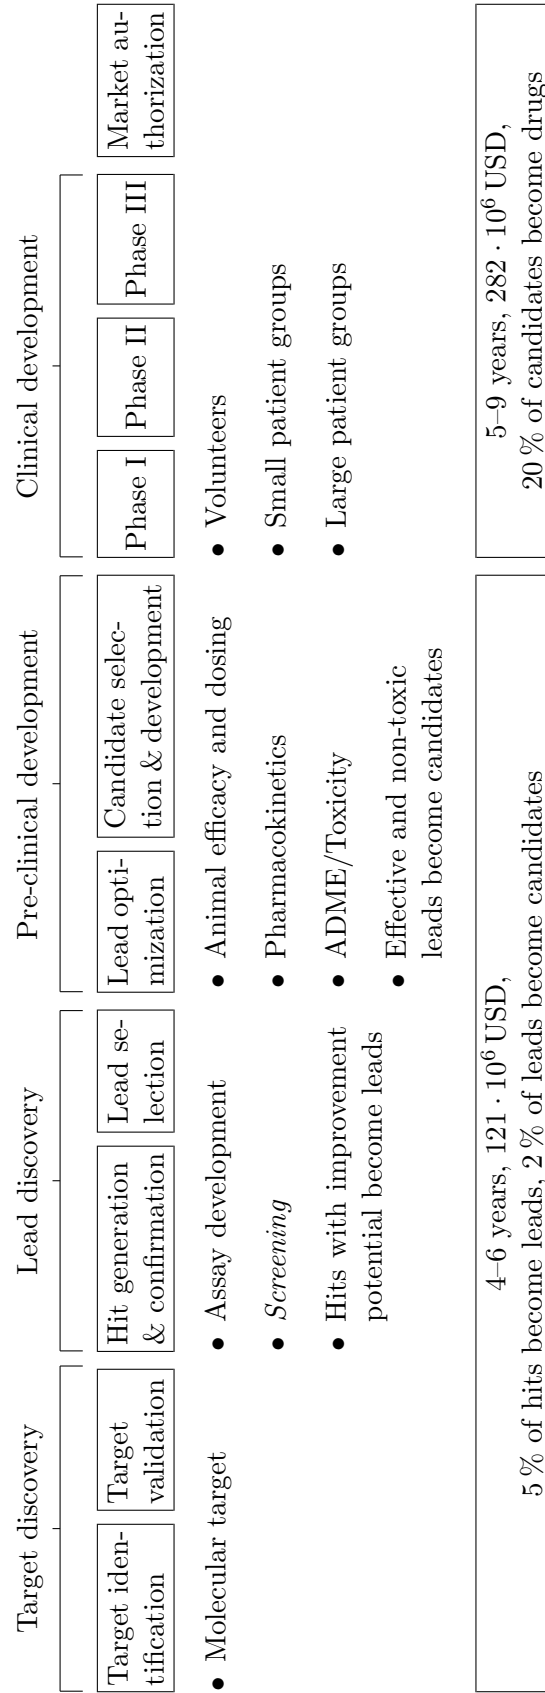 Target discovery
Target iden-
tification
Target
validation
• Molecular target
Lead discovery
Hit generation
& confirmation
Lead se-
lection
• Assay development
• Screening
• Hits with improvement
potential become leads
Pre-clinical development
Lead opti-
mization
Candidate selec-
tion & development
• Animal efficacy and dosing
• Pharmacokinetics
• ADME/Toxicity
• Effective and non-toxic
leads become candidates
Clinical development
Phase I
Phase II
Phase III
• Volunteers
• Small patient groups
• Large patient groups
Market au-
thorization
4–6 years, 121 · 10⁶ USD,
5 % of hits become leads, 2 % of leads become candidates
5–9 years, 282 · 10⁶ USD,
20 % of candidates become drugs